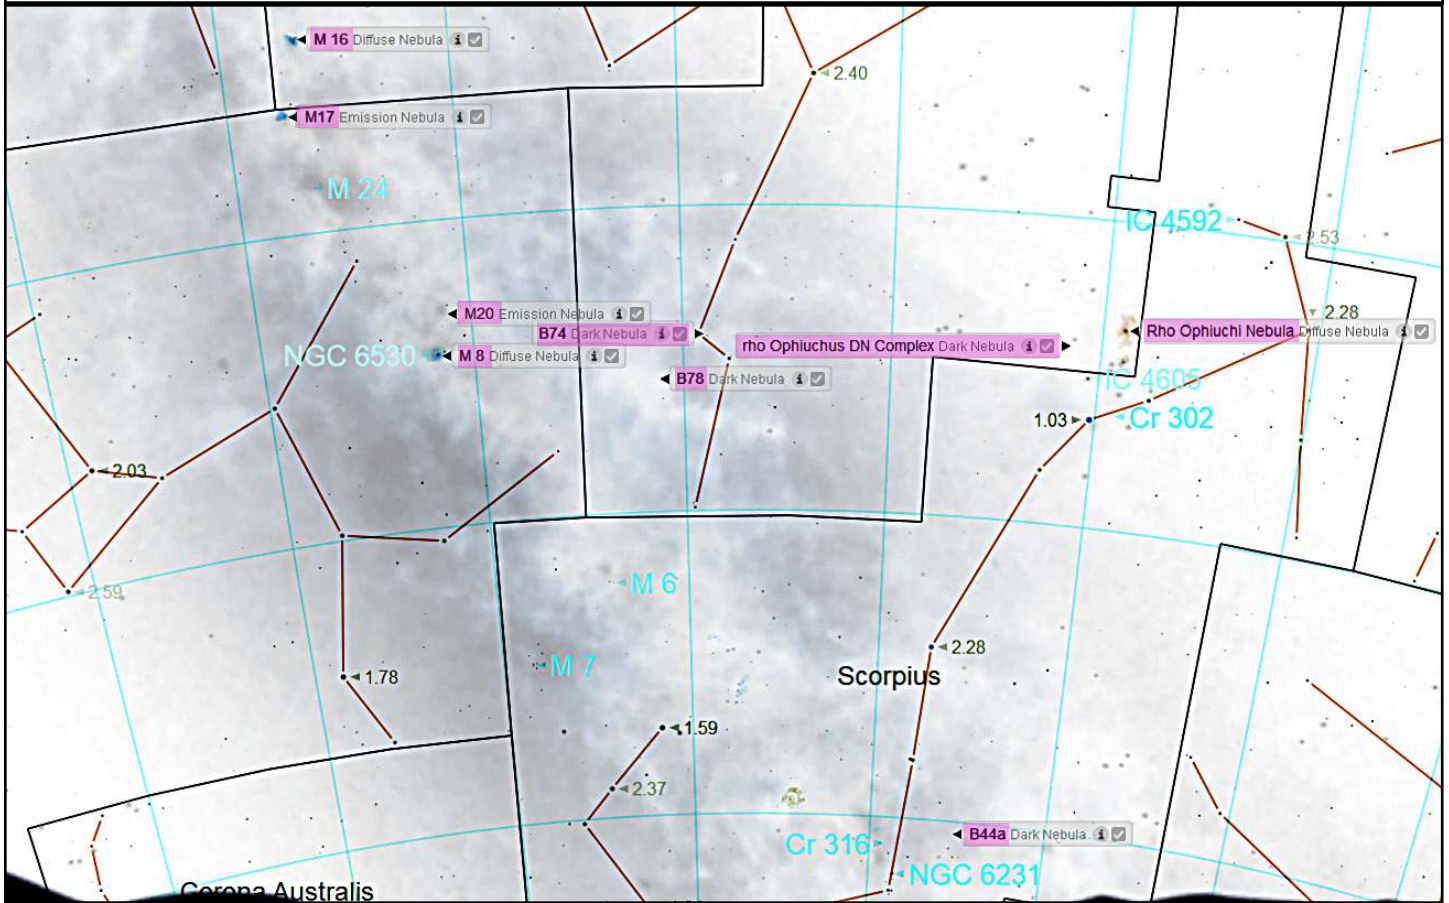 M 16 Diffuse Nebula
2.40
M17 Emission Nebula
M 24
IC 4592
2.53
M20 Emission Nebula
2.28
B74 Dark Nebula
Rho Ophiuchi Nebula Diffuse Nebula
rho Ophiuchus DN Complex Dark Nebula
NGC 6530
M 8 Diffuse Nebula
B78 Dark Nebula
IC 4605
1.03
Cr 302
2.03
M 6
2.59
2.28
M 7
Scorpius
1.78
1.59
2.37
B44a Dark Nebula
Cr 316
NGC 6231
Corona Australis